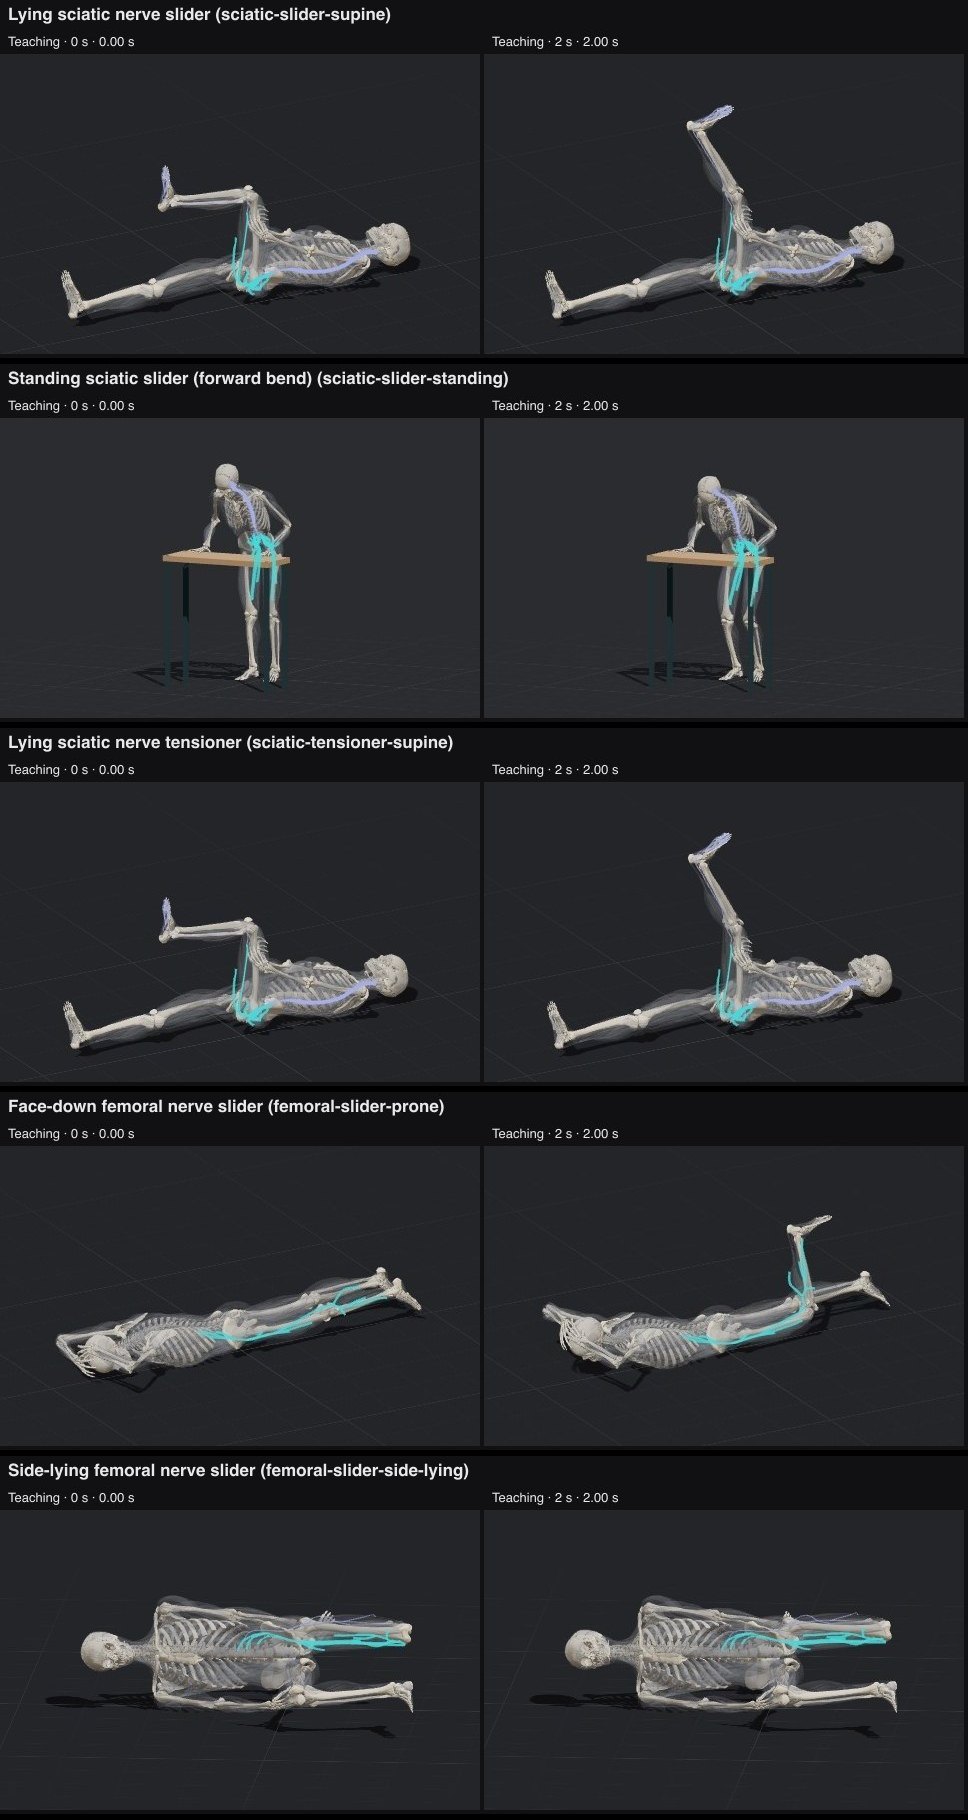 Lying sciatic nerve slider (sciatic-slider-supine)
Teaching · 0 s · 0.00 s
Teaching · 2 s · 2.00 s
Standing sciatic slider (forward bend) (sciatic-slider-standing)
Teaching · 0 s · 0.00 s
Teaching · 2 s · 2.00 s
Lying sciatic nerve tensioner (sciatic-tensioner-supine)
Teaching · 0 s · 0.00 s
Teaching · 2 s · 2.00 s
Face-down femoral nerve slider (femoral-slider-prone)
Teaching · 0 s · 0.00 s
Teaching · 2 s · 2.00 s
Side-lying femoral nerve slider (femoral-slider-side-lying)
Teaching · 0 s · 0.00 s
Teaching · 2 s · 2.00 s